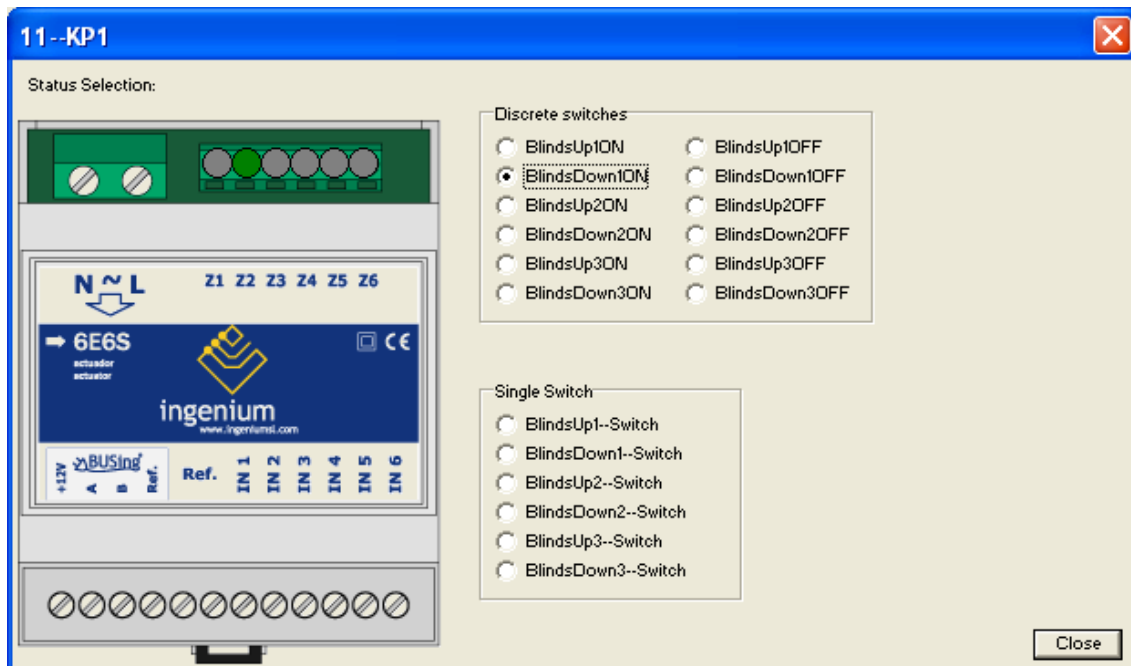 11--KP1
Status Selection:
N ~ L
Z1 Z2 Z3 Z4 Z5 Z6
6E6S
actuador
actuator
CE
ingenium
www.ingeniumsl.com
+12V A B Ref.
BUSing
Ref. IN 1 IN 2 IN 3 IN 4 IN 5 IN 6
Discrete switches
BlindsUp1ON BlindsUp1OFF
BlindsDown1ON BlindsDown1OFF
BlindsUp2ON BlindsUp2OFF
BlindsDown2ON BlindsDown2OFF
BlindsUp3ON BlindsUp3OFF
BlindsDown3ON BlindsDown3OFF
Single Switch
BlindsUp1--Switch
BlindsDown1--Switch
BlindsUp2--Switch
BlindsDown2--Switch
BlindsUp3--Switch
BlindsDown3--Switch
Close